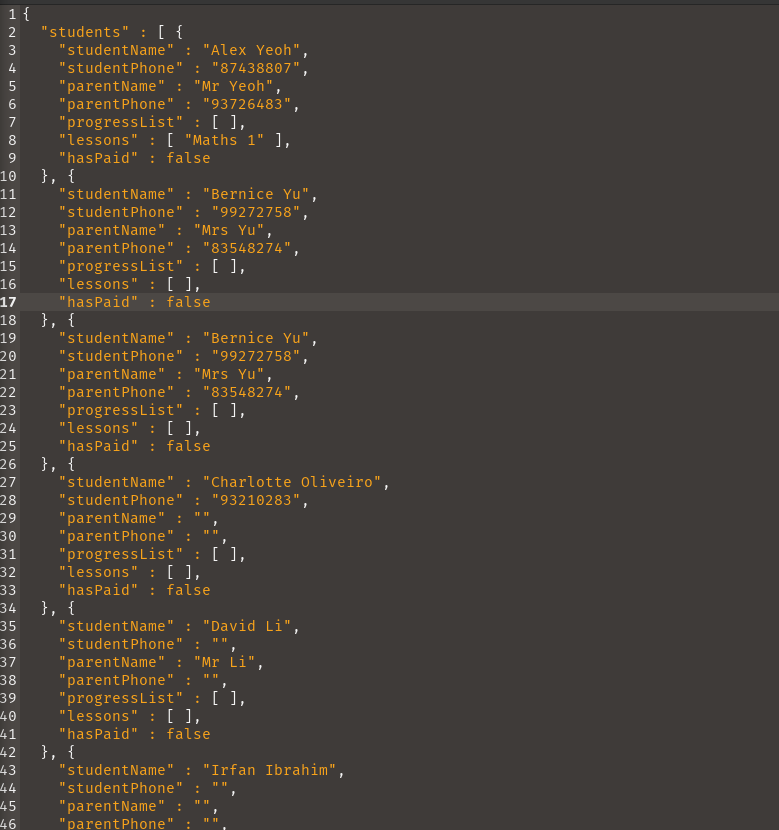 1 {
2   "students" : [ {
3     "studentName" : "Alex Yeoh",
4     "studentPhone" : "87438807",
5     "parentName" : "Mr Yeoh",
6     "parentPhone" : "93726483",
7     "progressList" : [ ],
8     "lessons" : [ "Maths 1" ],
9     "hasPaid" : false
10   }, {
11     "studentName" : "Bernice Yu",
12     "studentPhone" : "99272758",
13     "parentName" : "Mrs Yu",
14     "parentPhone" : "83548274",
15     "progressList" : [ ],
16     "lessons" : [ ],
17     "hasPaid" : false
18   }, {
19     "studentName" : "Bernice Yu",
20     "studentPhone" : "99272758",
21     "parentName" : "Mrs Yu",
22     "parentPhone" : "83548274",
23     "progressList" : [ ],
24     "lessons" : [ ],
25     "hasPaid" : false
26   }, {
27     "studentName" : "Charlotte Oliveiro",
28     "studentPhone" : "93210283",
29     "parentName" : "",
30     "parentPhone" : "",
31     "progressList" : [ ],
32     "lessons" : [ ],
33     "hasPaid" : false
34   }, {
35     "studentName" : "David Li",
36     "studentPhone" : "",
37     "parentName" : "Mr Li",
38     "parentPhone" : "",
39     "progressList" : [ ],
40     "lessons" : [ ],
41     "hasPaid" : false
42   }, {
43     "studentName" : "Irfan Ibrahim",
44     "studentPhone" : "",
45     "parentName" : "",
46     "parentPhone" : "",